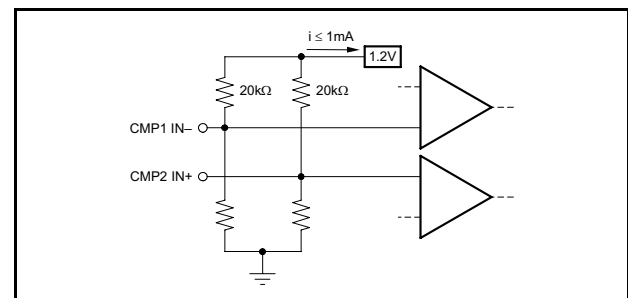 i ≤ 1mA
1.2V
20kΩ 20kΩ
CMP1 IN–
CMP2 IN+